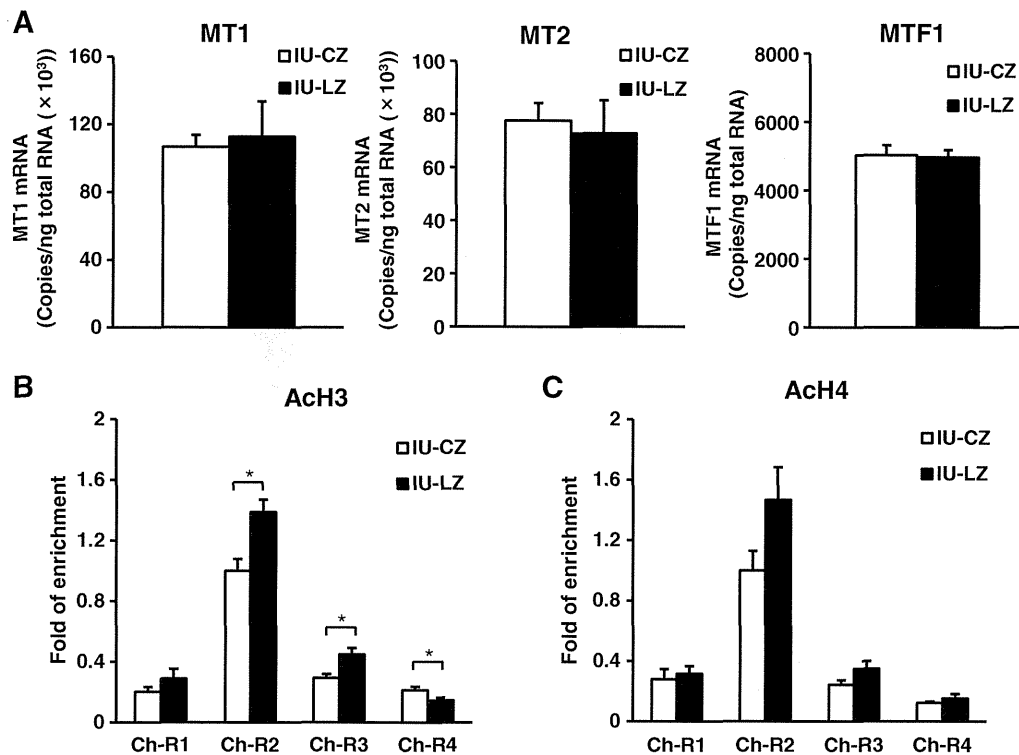 A
MT1
MT1 mRNA
(Copies/ng total RNA (×10³))
160
120
80
40
0
IU-CZ
IU-LZ
MT2
MT2 mRNA
(Copies/ng total RNA (×10³))
100
80
60
40
20
0
IU-CZ
IU-LZ
MTF1
MTF1 mRNA
(Copies/ng total RNA)
8000
6000
4000
2000
0
IU-CZ
IU-LZ
B
AcH3
Fold of enrichment
2
1.6
1.2
0.8
0.4
0
IU-CZ
IU-LZ
*
*
*
Ch-R1 Ch-R2 Ch-R3 Ch-R4
C
AcH4
Fold of enrichment
2
1.6
1.2
0.8
0.4
0
IU-CZ
IU-LZ
Ch-R1 Ch-R2 Ch-R3 Ch-R4